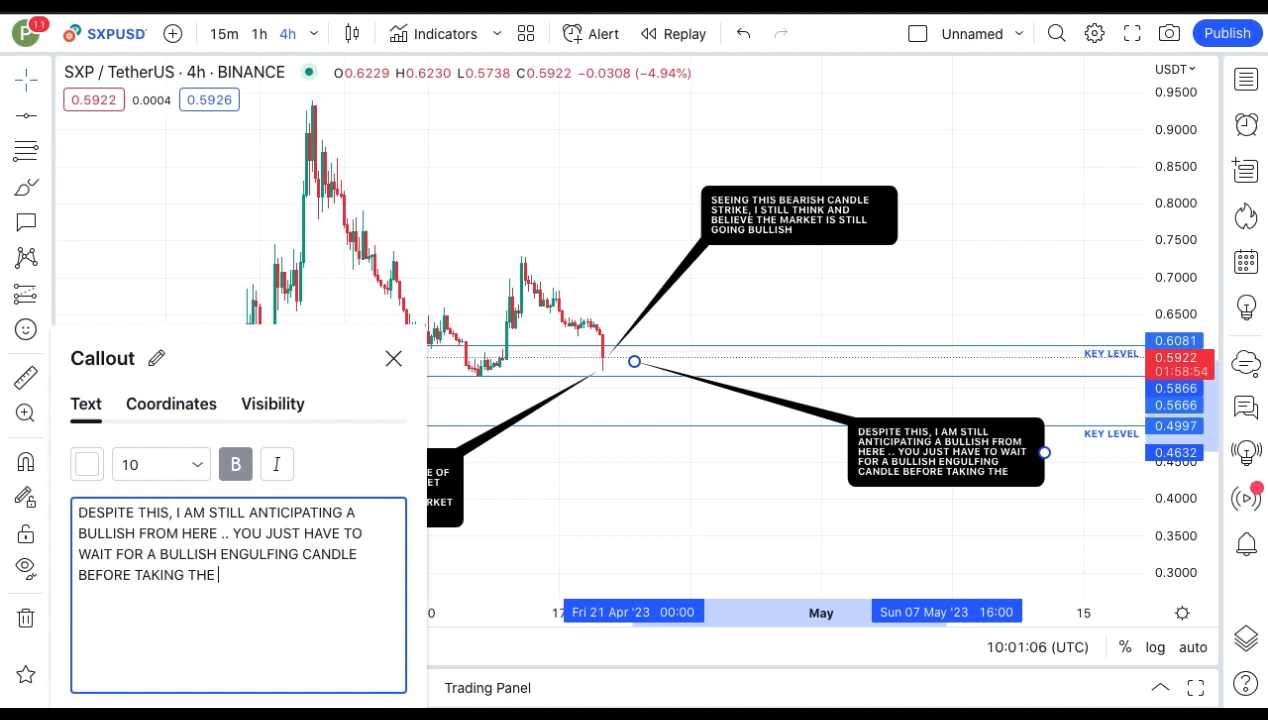 P
11
SXPUSD
15m 1h 4h
Indicators
Alert
Replay
Unnamed
Publish
SXP / TetherUS · 4h · BINANCE
O0.6229 H0.6230 L0.5738 C0.5922 −0.0308 (−4.94%)
0.5922 0.0004 0.5926
USDT
0.9500
0.9000
0.8500
0.8000
0.7500
0.7000
0.6500
0.6081
0.5922
01:58:54
0.5866
0.5666
0.4997
0.4632
0.4000
0.3500
0.3000
SEEING THIS BEARISH CANDLE
STRIKE, I STILL THINK AND
BELIEVE THE MARKET IS STILL
GOING BULLISH
KEY LEVEL
KEY LEVEL
DESPITE THIS, I AM STILL
ANTICIPATING A BULLISH FROM
HERE .. YOU JUST HAVE TO WAIT
FOR A BULLISH ENGULFING
CANDLE BEFORE TAKING THE
E OF
ET
RKET
Callout
Text Coordinates Visibility
10
B I
DESPITE THIS, I AM STILL ANTICIPATING A
BULLISH FROM HERE .. YOU JUST HAVE TO
WAIT FOR A BULLISH ENGULFING CANDLE
BEFORE TAKING THE
0 17 Fri 21 Apr '23 00:00 May Sun 07 May '23 16:00 15
10:01:06 (UTC) % log auto
Trading Panel